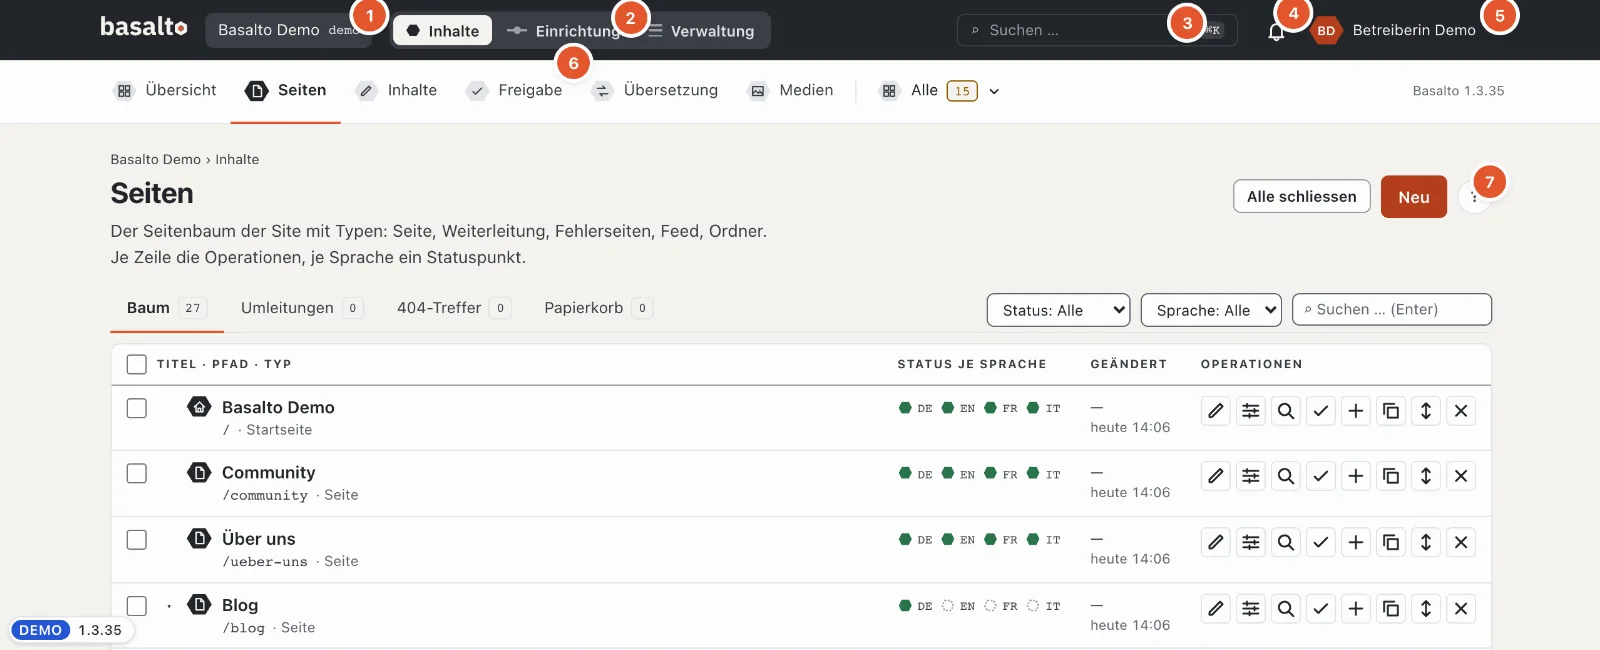 basalto Basalto Demo demo 1 Inhalte Einrichtung 2 Verwaltung Suchen ... 3 ⌘K 4 BD Betreiberin Demo 5
6
Übersicht Seiten Inhalte Freigabe Übersetzung Medien Alle 15 Basalto 1.3.35
Basalto Demo › Inhalte
Seiten
Alle schliessen Neu 7
Der Seitenbaum der Site mit Typen: Seite, Weiterleitung, Fehlerseiten, Feed, Ordner.
Je Zeile die Operationen, je Sprache ein Statuspunkt.
Baum 27 Umleitungen 0 404-Treffer 0 Papierkorb 0 Status: Alle Sprache: Alle Suchen ... (Enter)
TITEL · PFAD · TYP STATUS JE SPRACHE GEÄNDERT OPERATIONEN
Basalto Demo DE EN FR IT —
/ · Startseite heute 14:06
Community DE EN FR IT —
/community · Seite heute 14:06
Über uns DE EN FR IT —
/ueber-uns · Seite heute 14:06
Blog DE EN FR IT —
/blog · Seite heute 14:06
DEMO 1.3.35